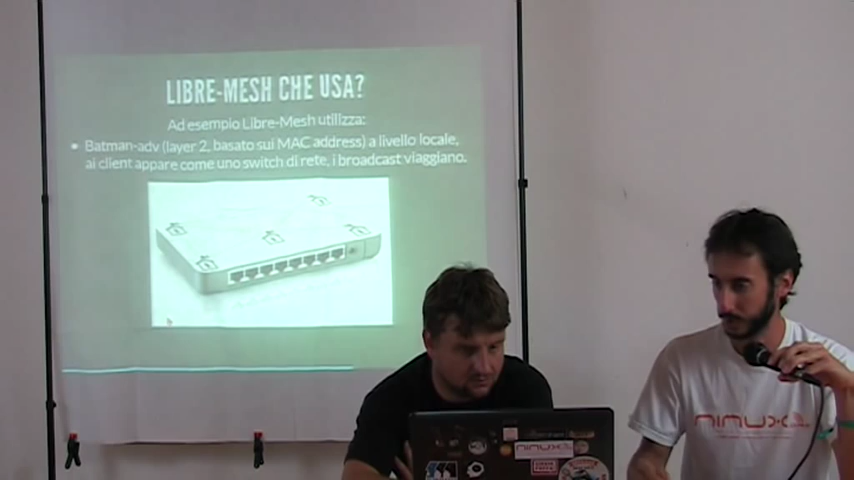 LIBRE-MESH CHE USA?
Ad esempio Libre-Mesh utilizza:
• Batman-adv (layer 2, basato sui MAC address) a livello locale,
ai client appare come uno switch di rete, i broadcast viaggiano.
ninux
ninux